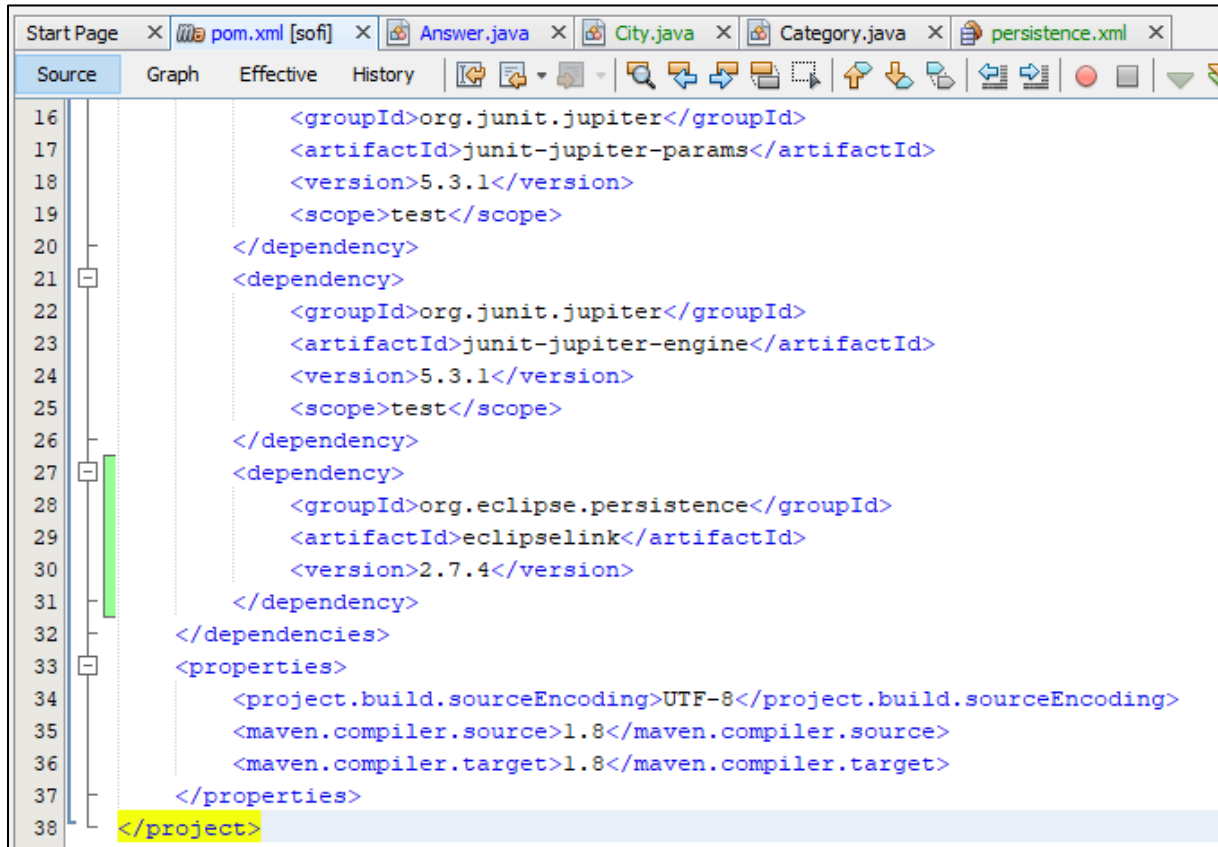 Start Page pom.xml [sofi] Answer.java City.java Category.java persistence.xml
Source Graph Effective History
16 <groupId>org.junit.jupiter</groupId>
17 <artifactId>junit-jupiter-params</artifactId>
18 <version>5.3.1</version>
19 <scope>test</scope>
20 </dependency>
21 <dependency>
22 <groupId>org.junit.jupiter</groupId>
23 <artifactId>junit-jupiter-engine</artifactId>
24 <version>5.3.1</version>
25 <scope>test</scope>
26 </dependency>
27 <dependency>
28 <groupId>org.eclipse.persistence</groupId>
29 <artifactId>eclipselink</artifactId>
30 <version>2.7.4</version>
31 </dependency>
32 </dependencies>
33 <properties>
34 <project.build.sourceEncoding>UTF-8</project.build.sourceEncoding>
35 <maven.compiler.source>1.8</maven.compiler.source>
36 <maven.compiler.target>1.8</maven.compiler.target>
37 </properties>
38 </project>